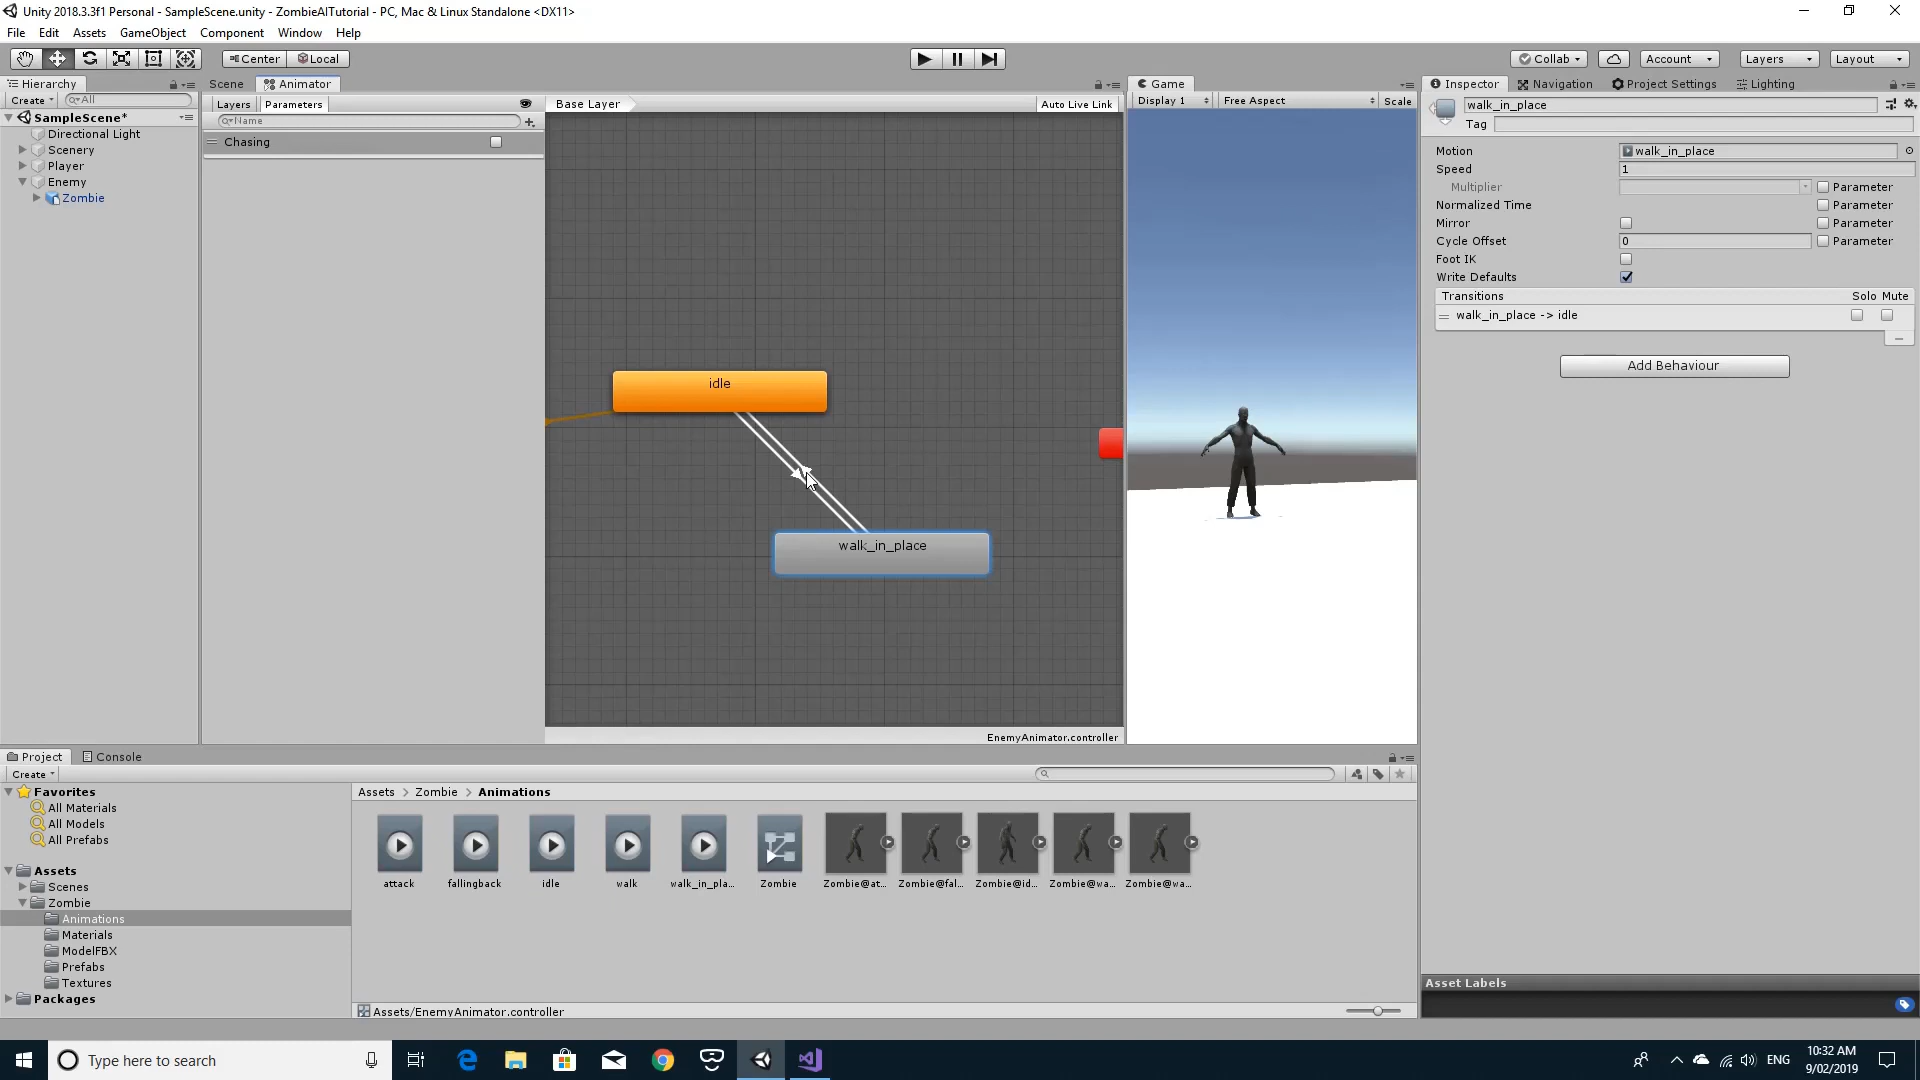 Unity 2018.3.3f1 Personal - SampleScene.unity - ZombieAITutorial - PC, Mac & Linux Standalone <DX11>
File Edit Assets GameObject Component Window Help
Center Local Collab Account Layers Layout
Hierarchy
Create All
SampleScene*
Directional Light
Scenery
Player
Enemy
Zombie
Scene Animator
Layers Parameters
Name
Chasing
Base Layer Auto Live Link
idle
walk_in_place
EnemyAnimator.controller
Game
Display 1 Free Aspect Scale
Inspector Navigation Project Settings Lighting
walk_in_place
Tag
Motion walk_in_place
Speed 1
Multiplier Parameter
Normalized Time Parameter
Mirror Parameter
Cycle Offset 0 Parameter
Foot IK
Write Defaults
Transitions Solo Mute
walk_in_place -> idle
Add Behaviour
Asset Labels
Project Console
Create
Favorites
All Materials
All Models
All Prefabs
Assets
Scenes
Zombie
Animations
Materials
ModelFBX
Prefabs
Textures
Packages
Assets > Zombie > Animations
attack fallingback idle walk walk_in_pla... Zombie Zombie@at... Zombie@fal... Zombie@id... Zombie@wa... Zombie@wa...
Assets/EnemyAnimator.controller
Type here to search
ENG
10:32 AM
9/02/2019